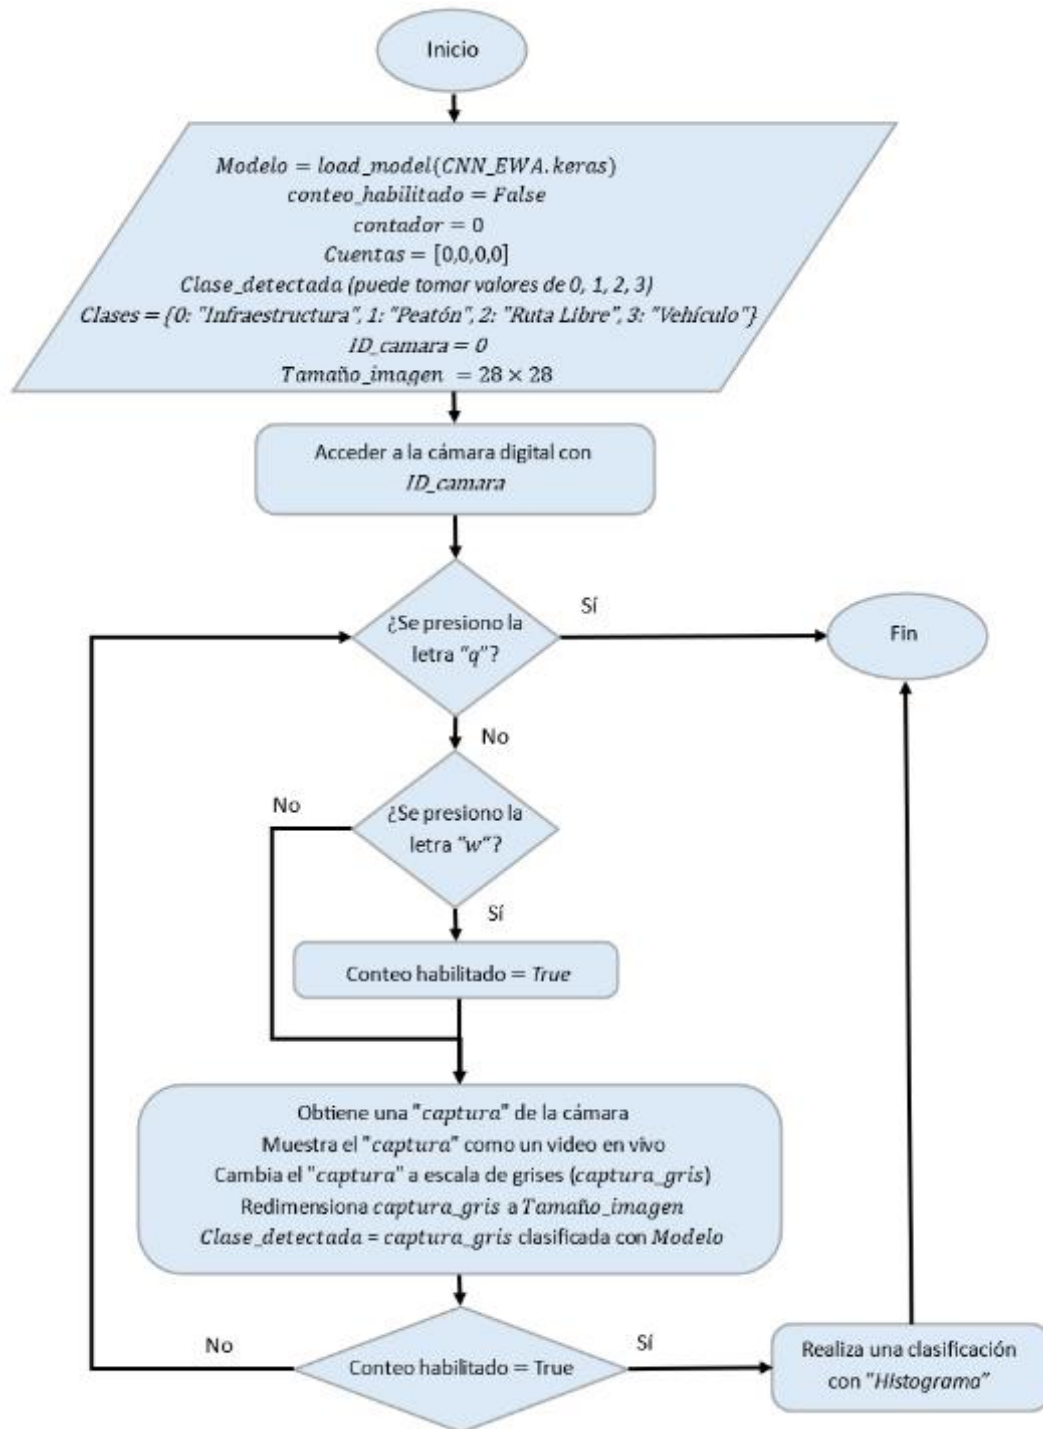 Inicio
Modelo = load_model(CNN_EWA.keras)
conteo_habilitado = False
contador = 0
Cuentas = [0,0,0,0]
Clase_detectada (puede tomar valores de 0, 1, 2, 3)
Clases = {0: "Infraestructura", 1: "Peatón", 2: "Ruta Libre", 3: "Vehículo"}
ID_camara = 0
Tamaño_imagen = 28 × 28
Acceder a la cámara digital con
ID_camara
¿Se presiono la
letra "q"?
Sí
Fin
No
¿Se presiono la
letra "w"?
No
Sí
Conteo habilitado = True
Obtiene una "captura" de la cámara
Muestra el "captura" como un video en vivo
Cambia el "captura" a escala de grises (captura_gris)
Redimensiona captura_gris a Tamaño_imagen
Clase_detectada = captura_gris clasificada con Modelo
No
Conteo habilitado = True
Sí
Realiza una clasificación
con "Histograma"